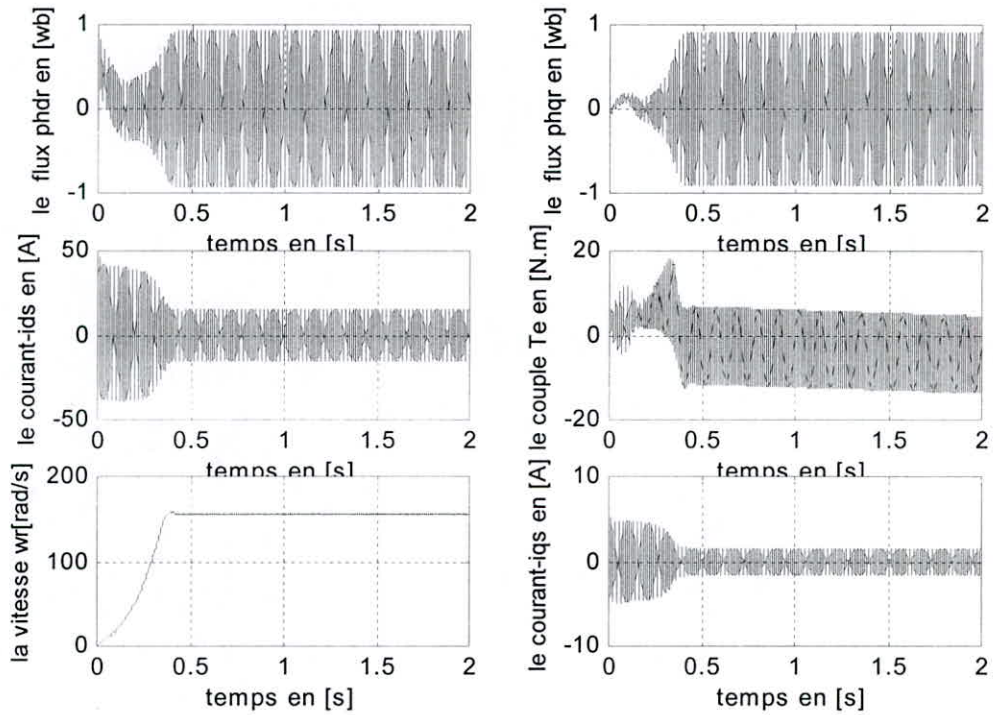 le flux phdr en [wb]
1
0
-1
0 0.5 1 1.5 2
temps en [s]
le flux phqr en [wb]
1
0
-1
0 0.5 1 1.5 2
temps en [s]
le courant-ids en [A]
50
0
-50
0 0.5 1 1.5 2
temps en [s]
le couple Te en [N.m]
20
0
-20
0 0.5 1 1.5 2
temps en [s]
la vitesse wr[rad/s]
200
100
0
0 0.5 1 1.5 2
temps en [s]
le courant-iqs en [A]
10
0
-10
0 0.5 1 1.5 2
temps en [s]